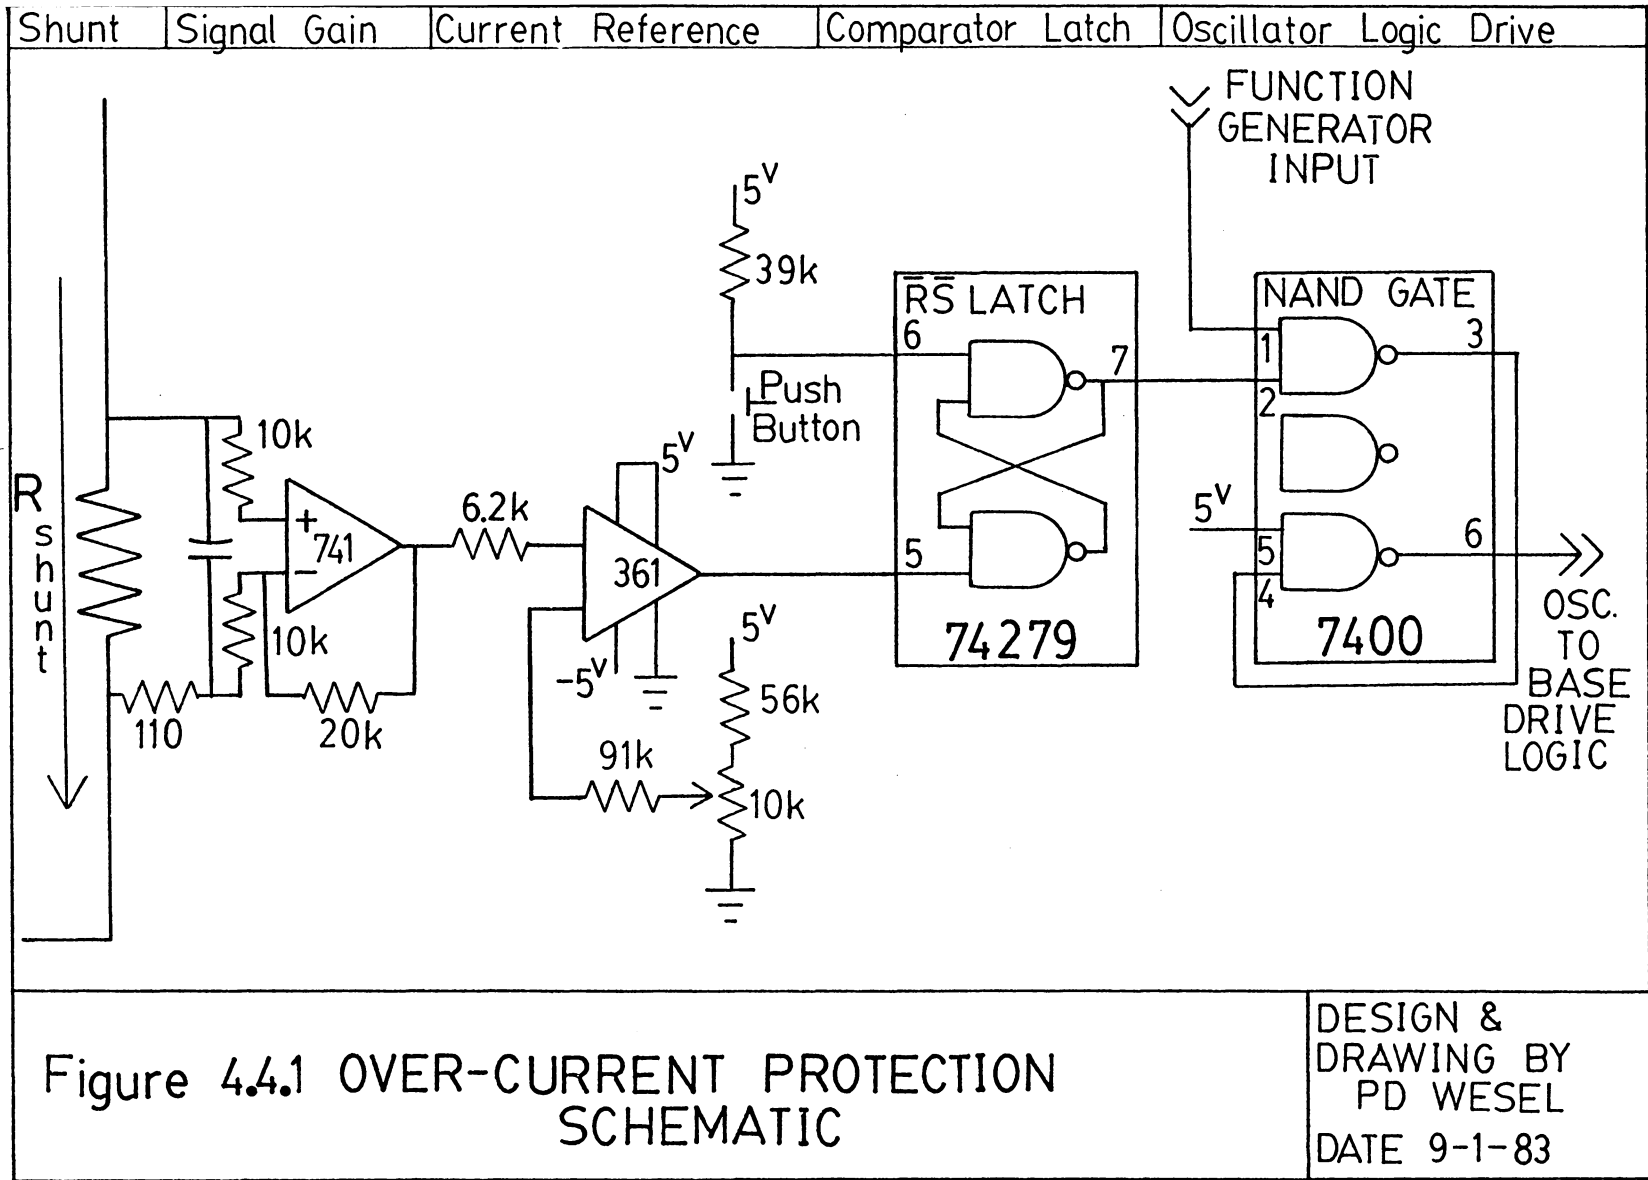 Shunt
Signal Gain
Current Reference
Comparator Latch
Oscillator Logic Drive
FUNCTION
GENERATOR
INPUT
5V
39k
Push
Button
R̅S̅ LATCH
6
7
5
74279
NAND GATE
1
2
3
5V
5
4
6
7400
OSC.
TO
BASE
DRIVE
LOGIC
Rshunt
10k
+
741
-
10k
110
20k
6.2k
5V
361
-5V
5V
56k
91k
10k
Figure 4.4.1 OVER-CURRENT PROTECTION
SCHEMATIC
DESIGN &
DRAWING BY
PD WESEL
DATE 9-1-83